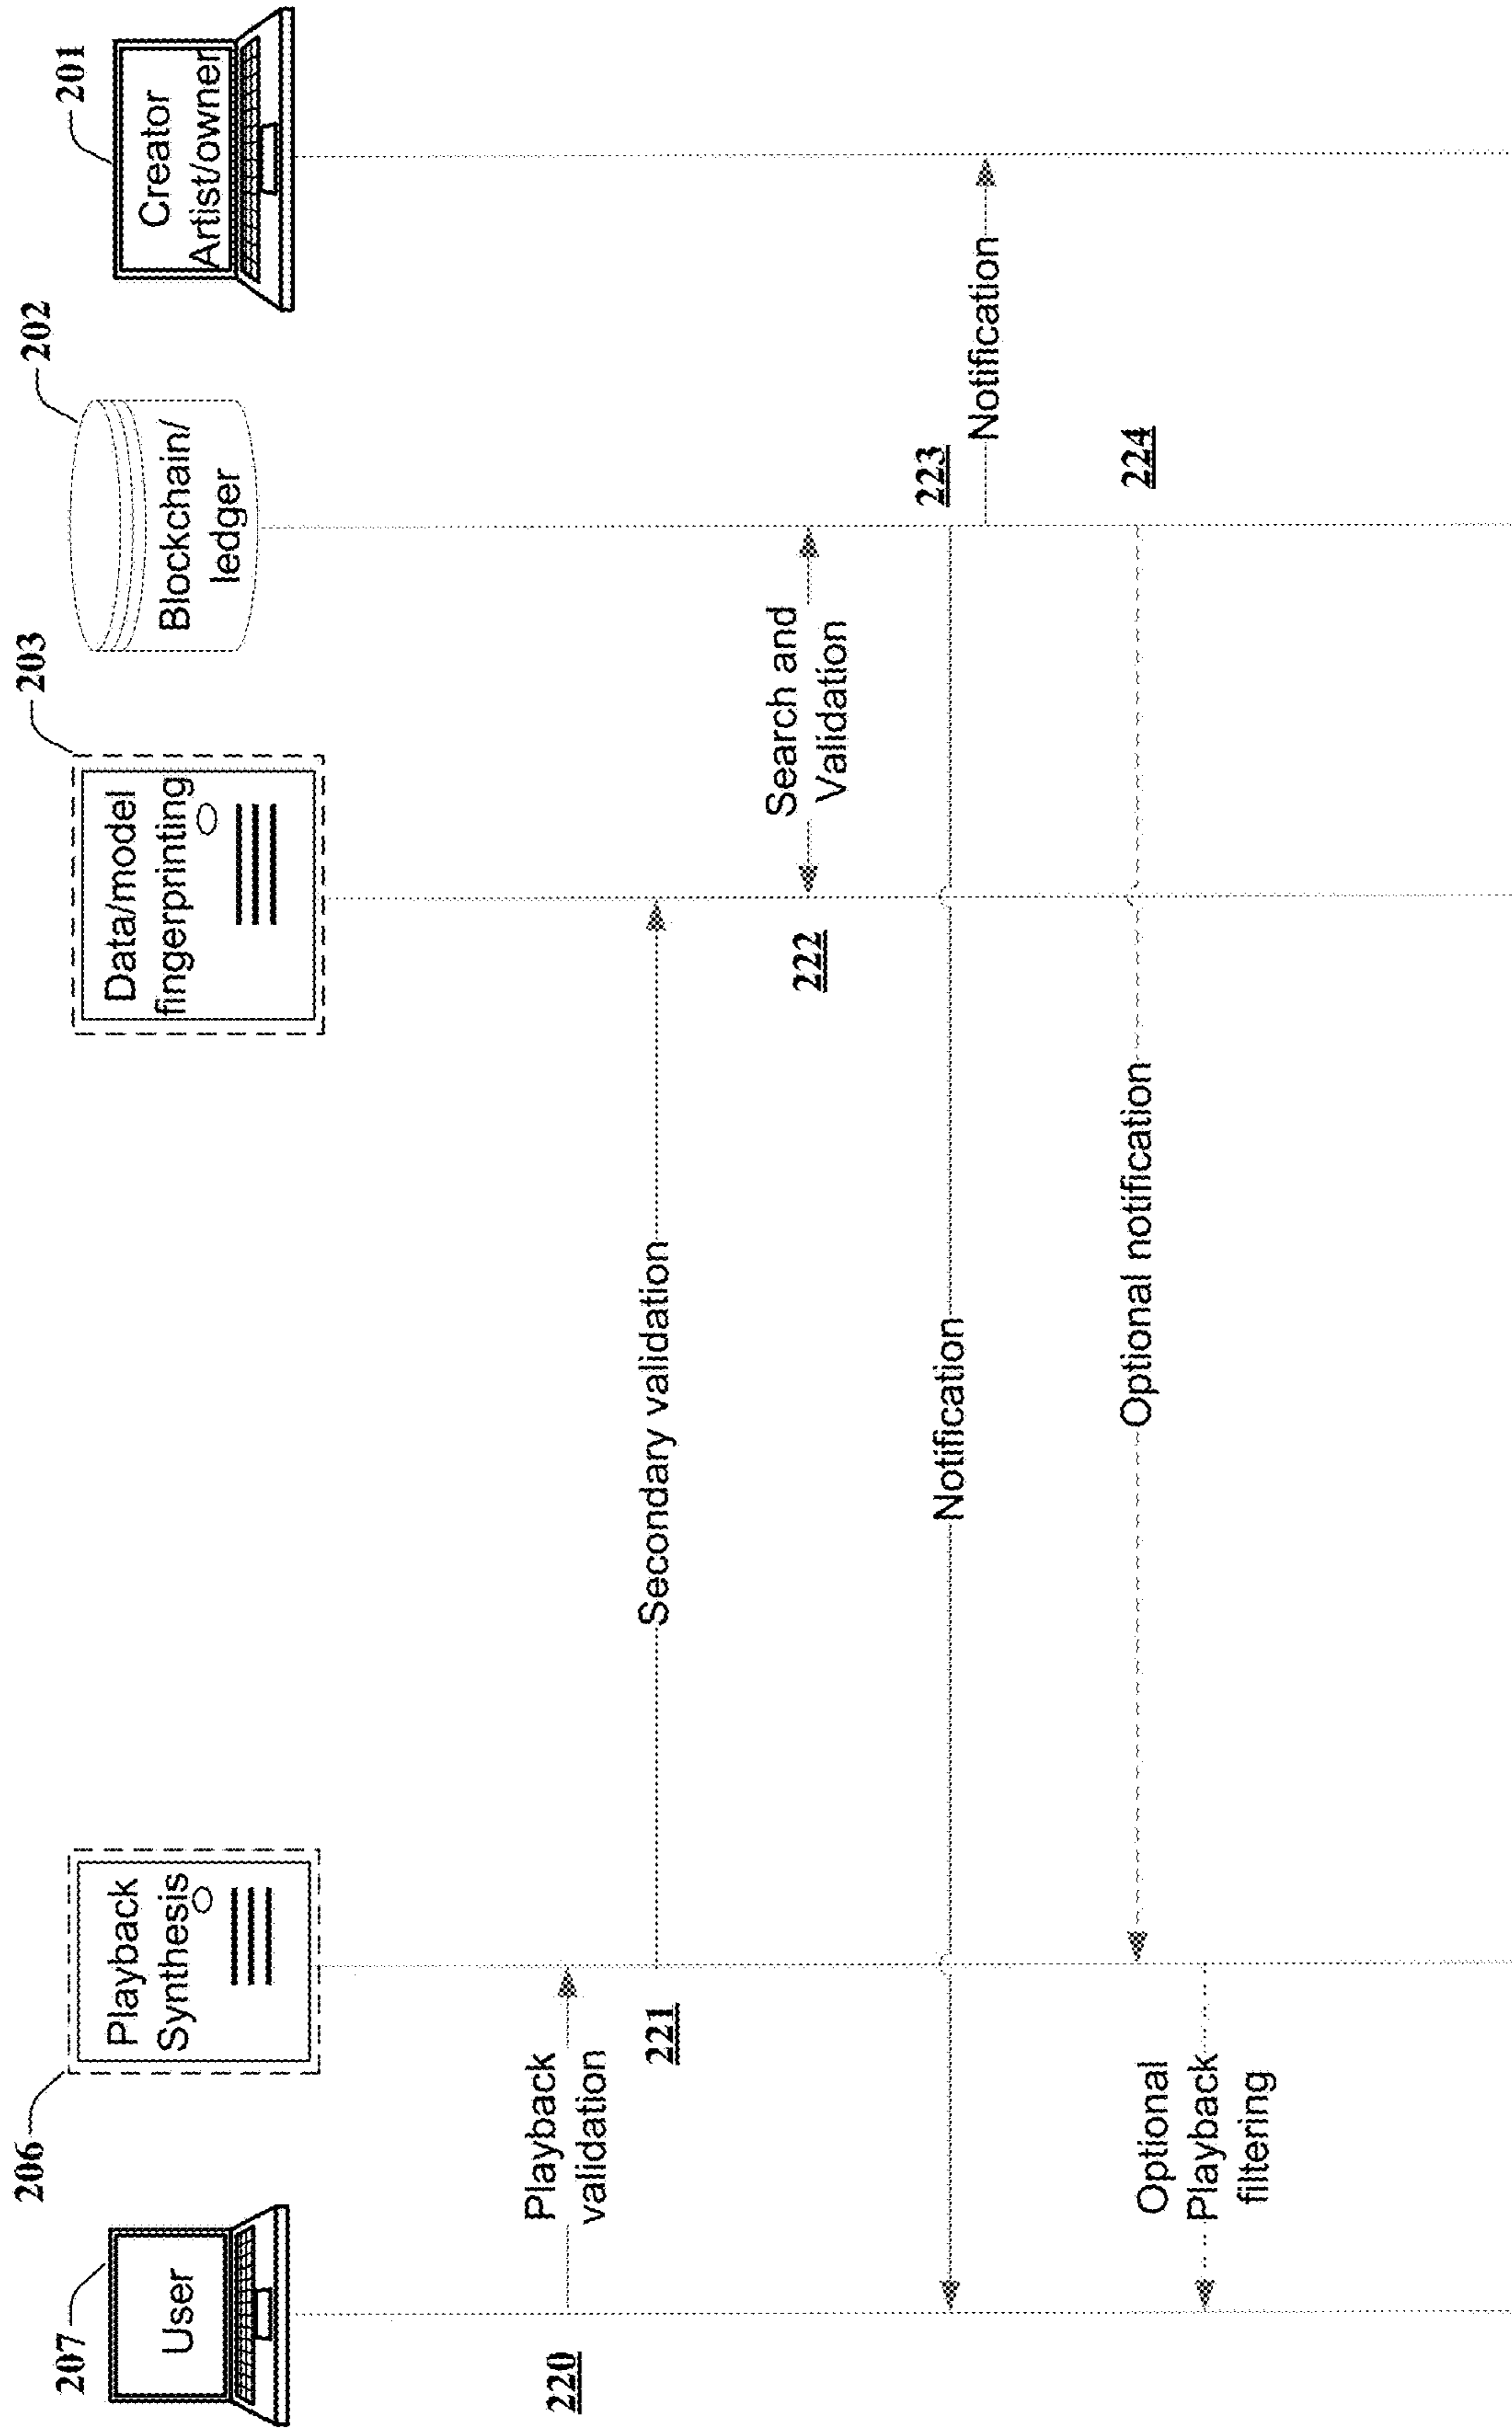 207
User
206
Playback
Synthesis
203
Data/model
fingerprinting
202
Blockchain/
ledger
201
Creator
Artist/owner
220
Playback
validation
221
Secondary validation
222
Search and
Validation
223
Notification
Notification
224
Optional notification
Optional
Playback
filtering